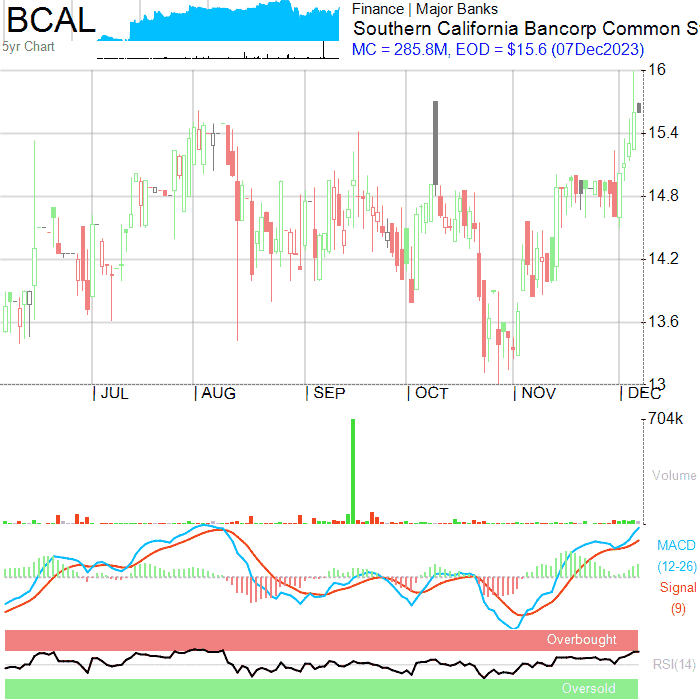 BCAL
5yr Chart
Finance | Major Banks
Southern California Bancorp Common S
MC = 285.8M, EOD = $15.6 (07Dec2023)
16
15.4
14.8
14.2
13.6
13
JUL AUG SEP OCT NOV DEC
704k
Volume
MACD
(12-26)
Signal
(9)
Overbought
RSI(14)
Oversold